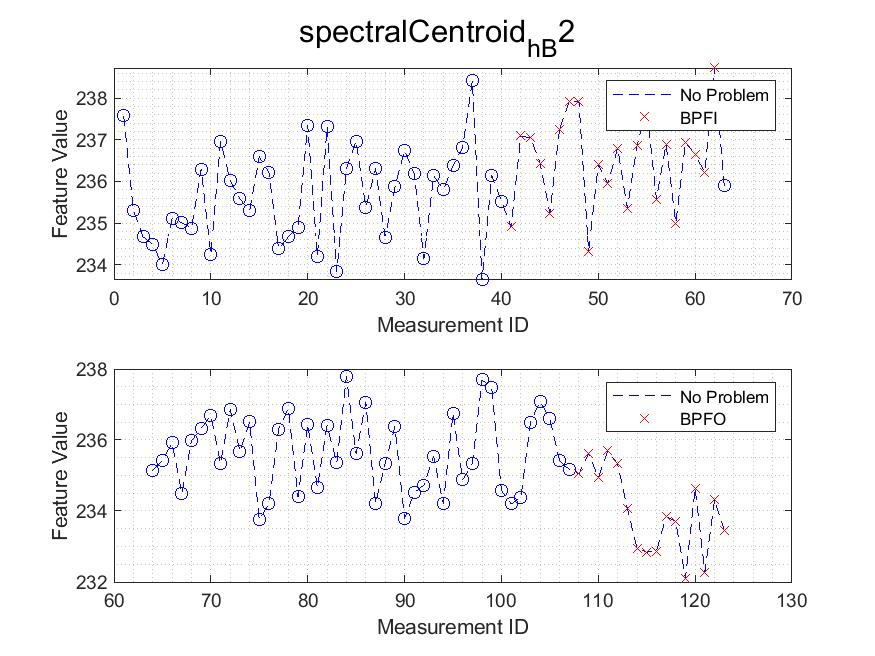 spectralCentroid_hB2
238
237
236
235
234
Feature Value
No Problem
BPFI
0 10 20 30 40 50 60 70
Measurement ID
238
236
234
232
Feature Value
No Problem
BPFO
60 70 80 90 100 110 120 130
Measurement ID